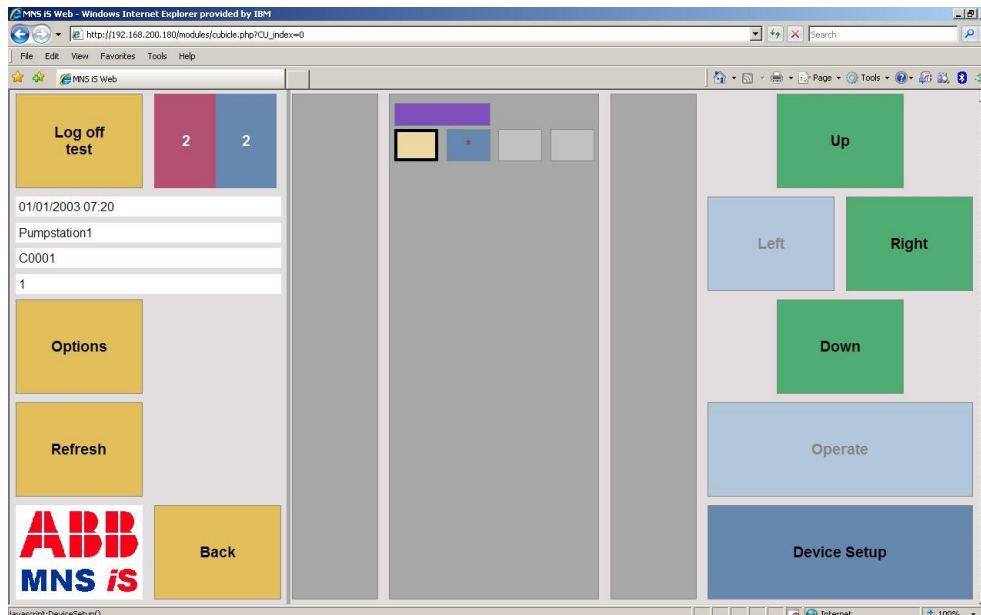 MNS iS Web - Windows Internet Explorer provided by IBM
http://192.168.200.180/modules/cubicle.php?CU_index=0
Search
File Edit View Favorites Tools Help
MNS iS Web
Page Tools
Log off
test
2 2
*
Up
01/01/2003 07:20
Pumpstation1
C0001
1
Left Right
Options
Down
Refresh
Operate
ABB
MNS iS
Back
Device Setup
javascript:DeviceSetup()
Internet
100%